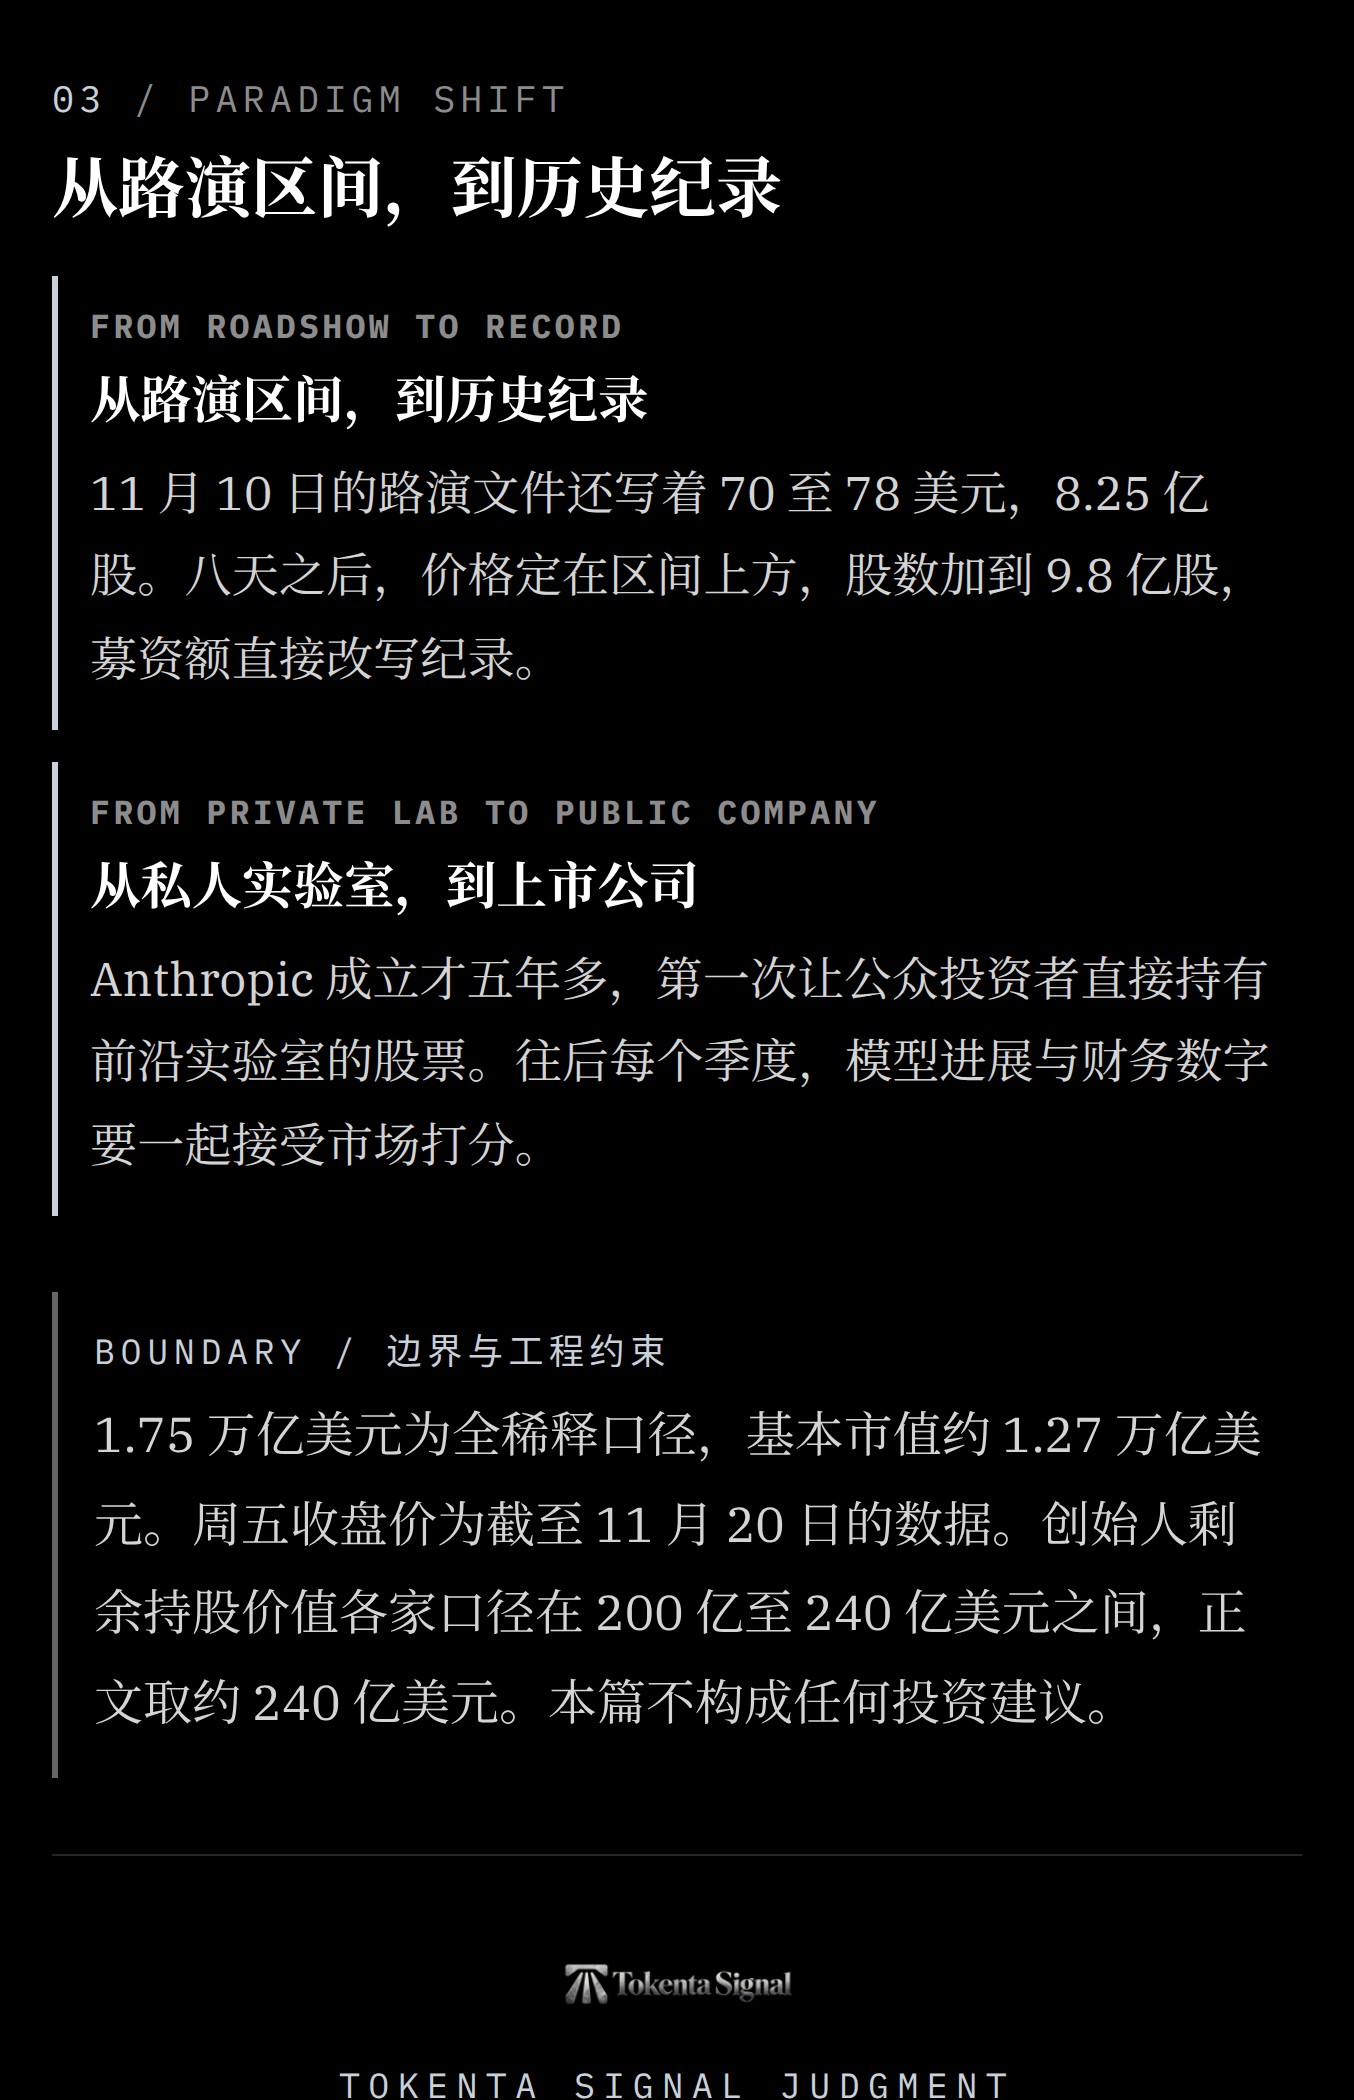 03 / PARADIGM SHIFT
从路演区间，到历史纪录
FROM ROADSHOW TO RECORD
从路演区间，到历史纪录
11 月 10 日的路演文件还写着 70 至 78 美元，8.25 亿
股。八天之后，价格定在区间上方，股数加到 9.8 亿股，
募资额直接改写纪录。
FROM PRIVATE LAB TO PUBLIC COMPANY
从私人实验室，到上市公司
Anthropic 成立才五年多，第一次让公众投资者直接持有
前沿实验室的股票。往后每个季度，模型进展与财务数字
要一起接受市场打分。
BOUNDARY / 边界与工程约束
1.75 万亿美元为全稀释口径，基本市值约 1.27 万亿美
元。周五收盘价为截至 11 月 20 日的数据。创始人剩
余持股价值各家口径在 200 亿至 240 亿美元之间，正
文取约 240 亿美元。本篇不构成任何投资建议。
Tokenta Signal
TOKENTA SIGNAL JUDGMENT